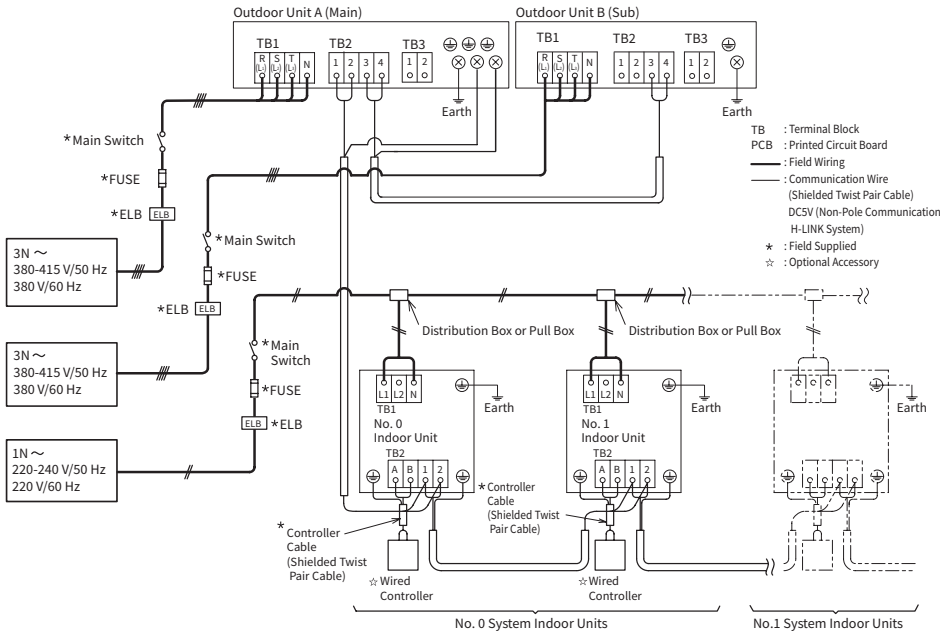 Outdoor Unit A (Main)
Outdoor Unit B (Sub)
TB1
TB2
TB3
R (L₁) S (L₂) T (L₃) N
1 2 3 4
1 2
Earth
TB1
TB2
TB3
R (L₁) S (L₂) T (L₃) N
1 2 3 4
1 2
Earth
TB : Terminal Block
PCB : Printed Circuit Board
: Field Wiring
: Communication Wire
(Shielded Twist Pair Cable)
DC5V (Non-Pole Communication
H-LINK System)
* : Field Supplied
☆ : Optional Accessory
*Main Switch
*FUSE
*ELB
ELB
3N ～
380-415 V/50 Hz
380 V/60 Hz
*Main Switch
*FUSE
*ELB
ELB
3N ～
380-415 V/50 Hz
380 V/60 Hz
*Main
Switch
*FUSE
ELB
*ELB
1N ～
220-240 V/50 Hz
220 V/60 Hz
Distribution Box or Pull Box
Distribution Box or Pull Box
L1 L2 N
TB1
No. 0
Indoor Unit
TB2
A B 1 2
Earth
L1 L2 N
TB1
No. 1
Indoor Unit
TB2
A B 1 2
Earth
Earth
* Controller
Cable
(Shielded Twist
Pair Cable)
☆ Wired
Controller
* Controller
Cable
(Shielded Twist
Pair Cable)
☆ Wired
Controller
No. 0 System Indoor Units
No.1 System Indoor Units